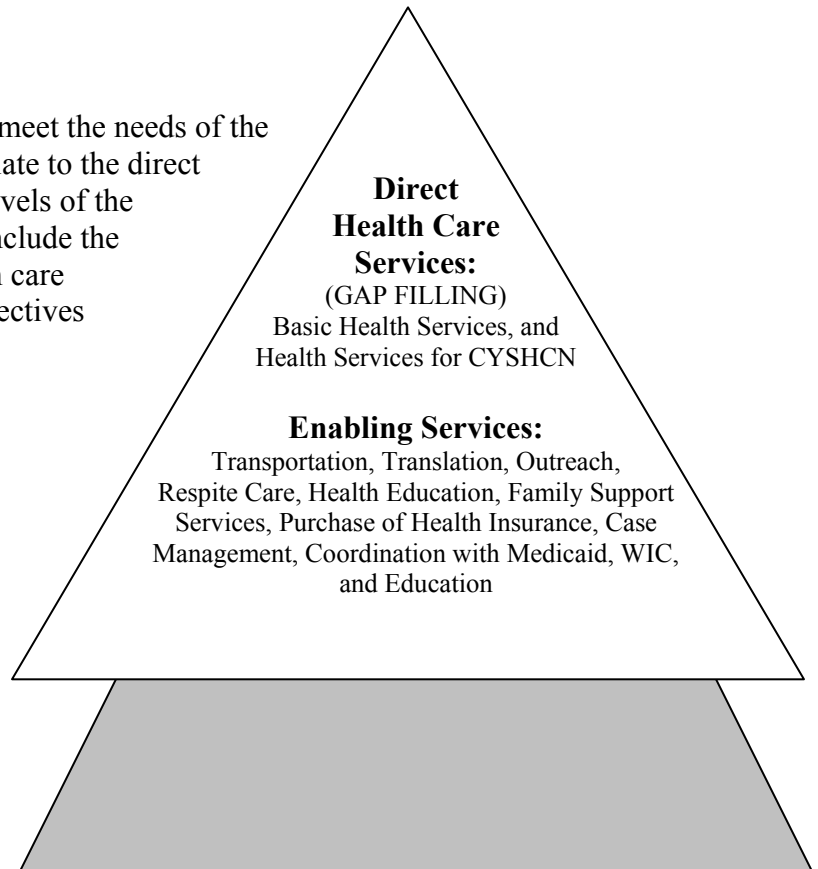 meet the needs of the
late to the direct
vels of the
nclude the
n care
ectives
Direct
Health Care
Services:
(GAP FILLING)
Basic Health Services, and
Health Services for CYSHCN
Enabling Services:
Transportation, Translation, Outreach,
Respite Care, Health Education, Family Support
Services, Purchase of Health Insurance, Case
Management, Coordination with Medicaid, WIC,
and Education